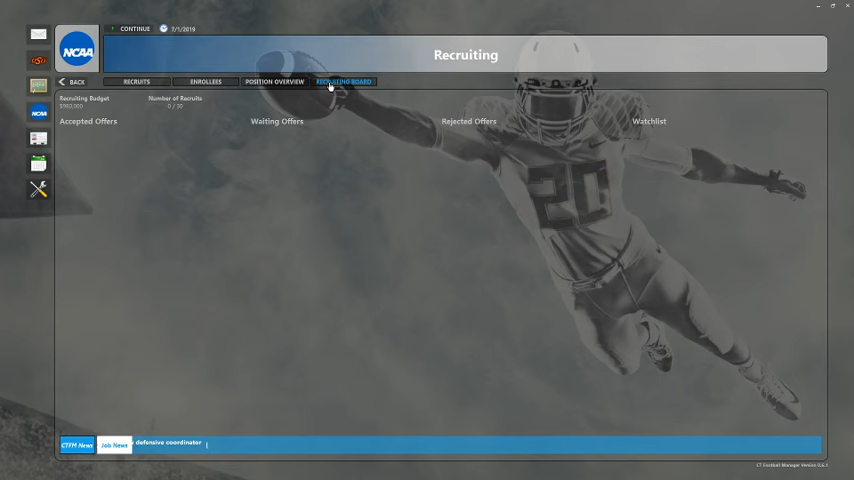 CONTINUE 7/1/2019
NCAA
Recruiting
BACK RECRUITS ENROLLEES POSITION OVERVIEW RECRUITING BOARD
Recruiting Budget Number of Recruits
0 / 30
Accepted Offers Waiting Offers Rejected Offers Watchlist
20
CTFM News Job News defensive coordinator |
CT Football Manager Version 0.6.1